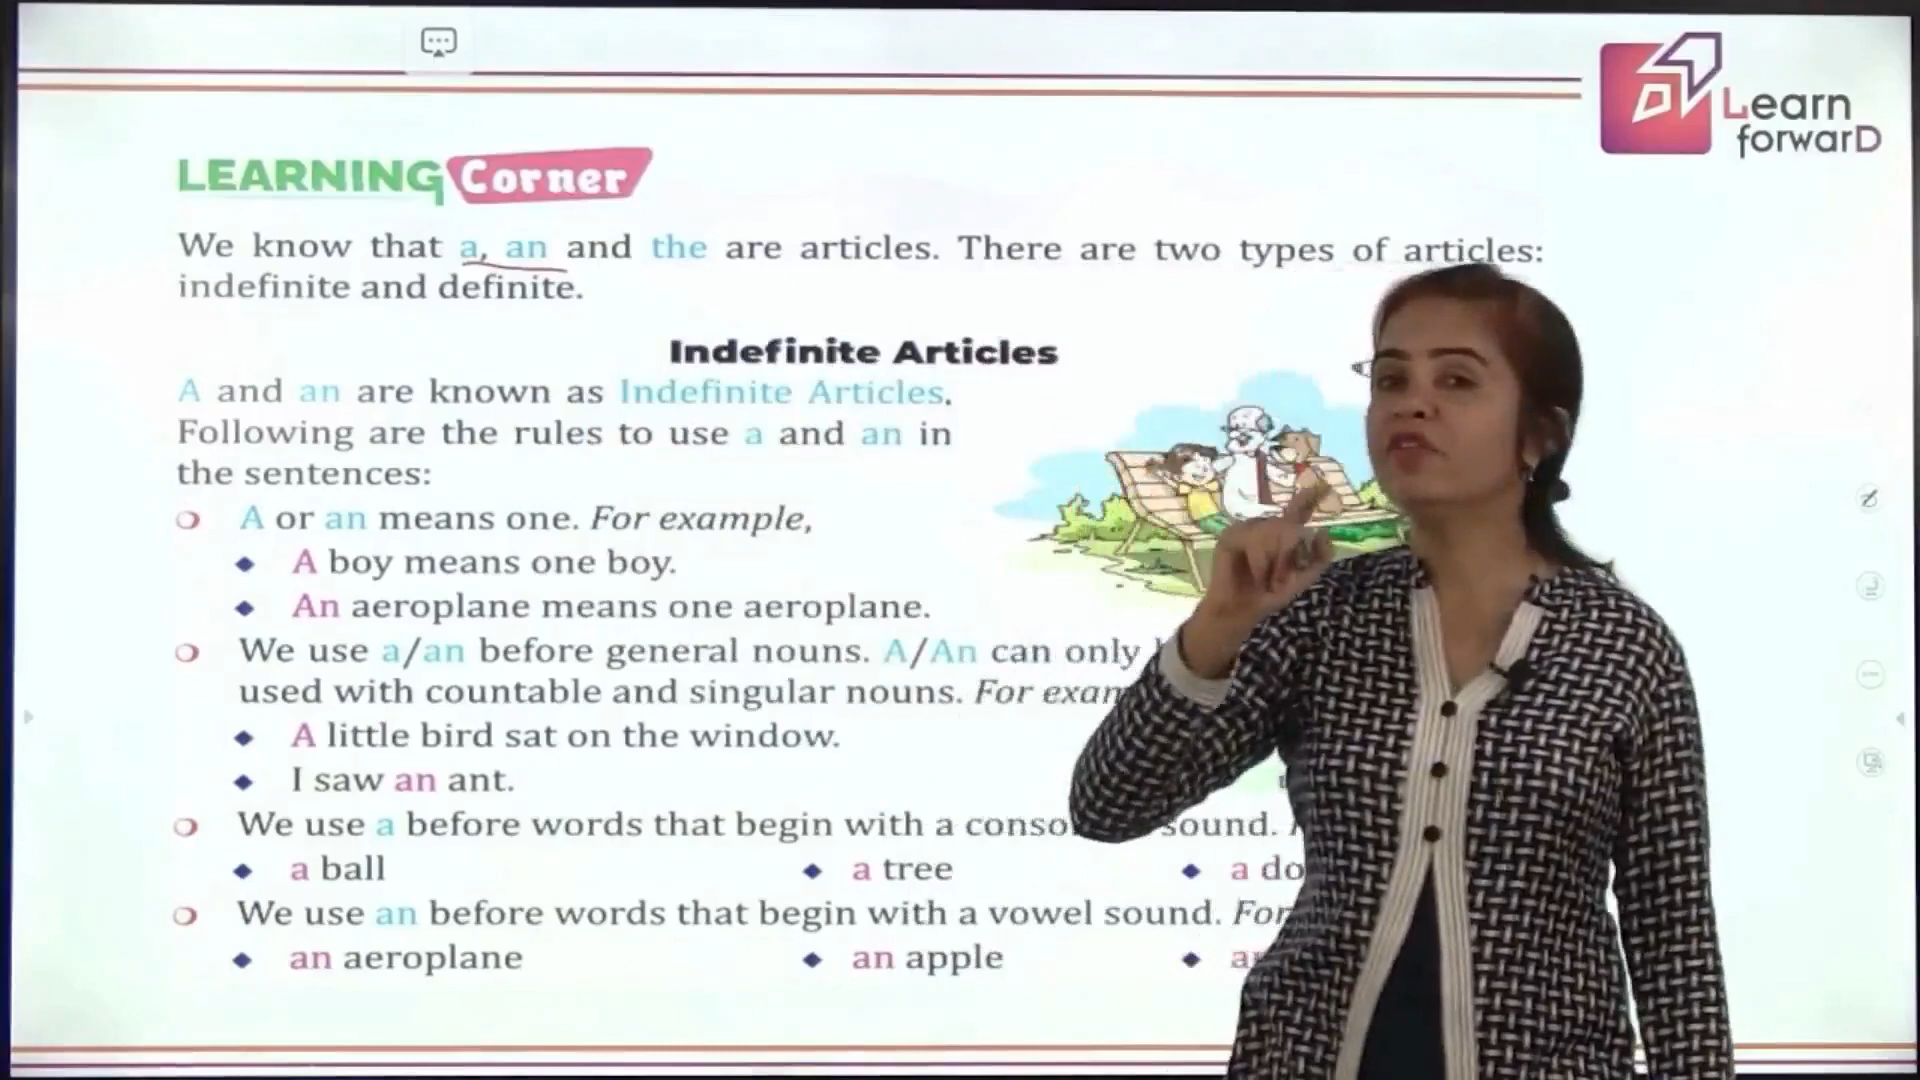 Learn
forwarD
LEARNING Corner
We know that a, an and the are articles. There are two types of articles:
indefinite and definite.
Indefinite Articles
A and an are known as Indefinite Articles.
Following are the rules to use a and an in
the sentences:
A or an means one. For example,
A boy means one boy.
An aeroplane means one aeroplane.
We use a/an before general nouns. A/An can only
used with countable and singular nouns. For
A little bird sat on the window.
I saw an ant.
We use a before words that begin with a sound.
a ball a tree a
We use an before words that begin with a vowel sound.
an aeroplane an apple